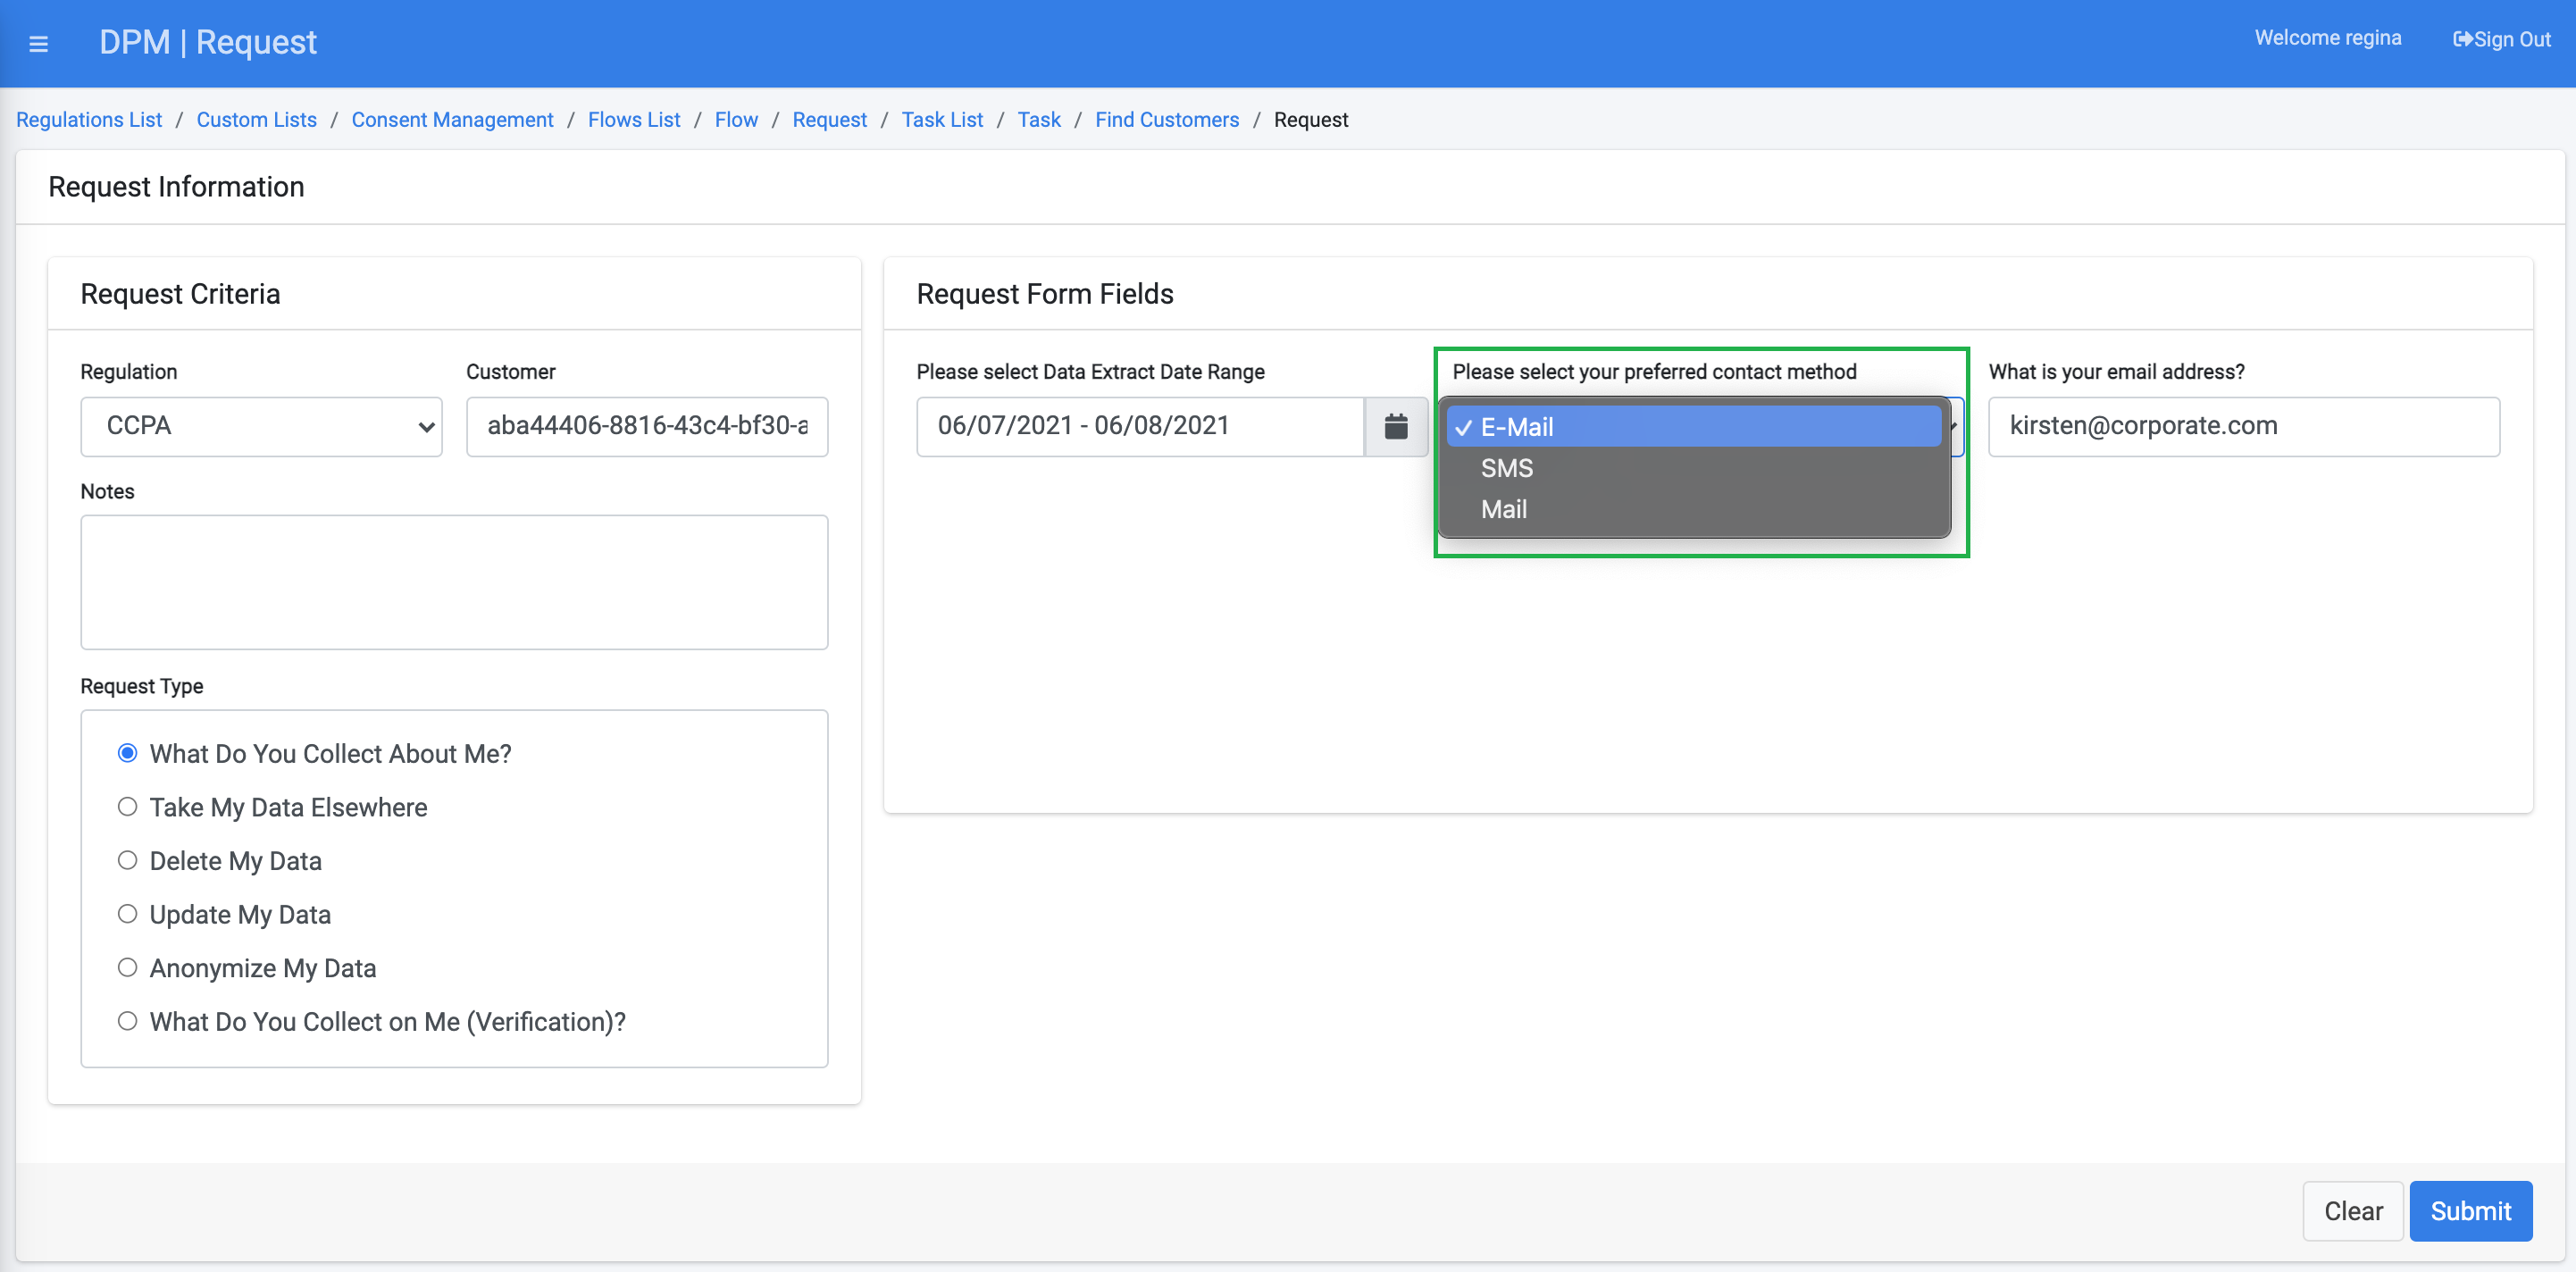 DPM | Request
Welcome regina
Sign Out
Regulations List / Custom Lists / Consent Management / Flows List / Flow / Request / Task List / Task / Find Customers / Request
Request Information
Request Criteria
Regulation
Customer
CCPA
aba44406-8816-43c4-bf30-a
Notes
Request Type
What Do You Collect About Me?
Take My Data Elsewhere
Delete My Data
Update My Data
Anonymize My Data
What Do You Collect on Me (Verification)?
Request Form Fields
Please select Data Extract Date Range
06/07/2021 - 06/08/2021
Please select your preferred contact method
E-Mail
SMS
Mail
What is your email address?
kirsten@corporate.com
Clear
Submit